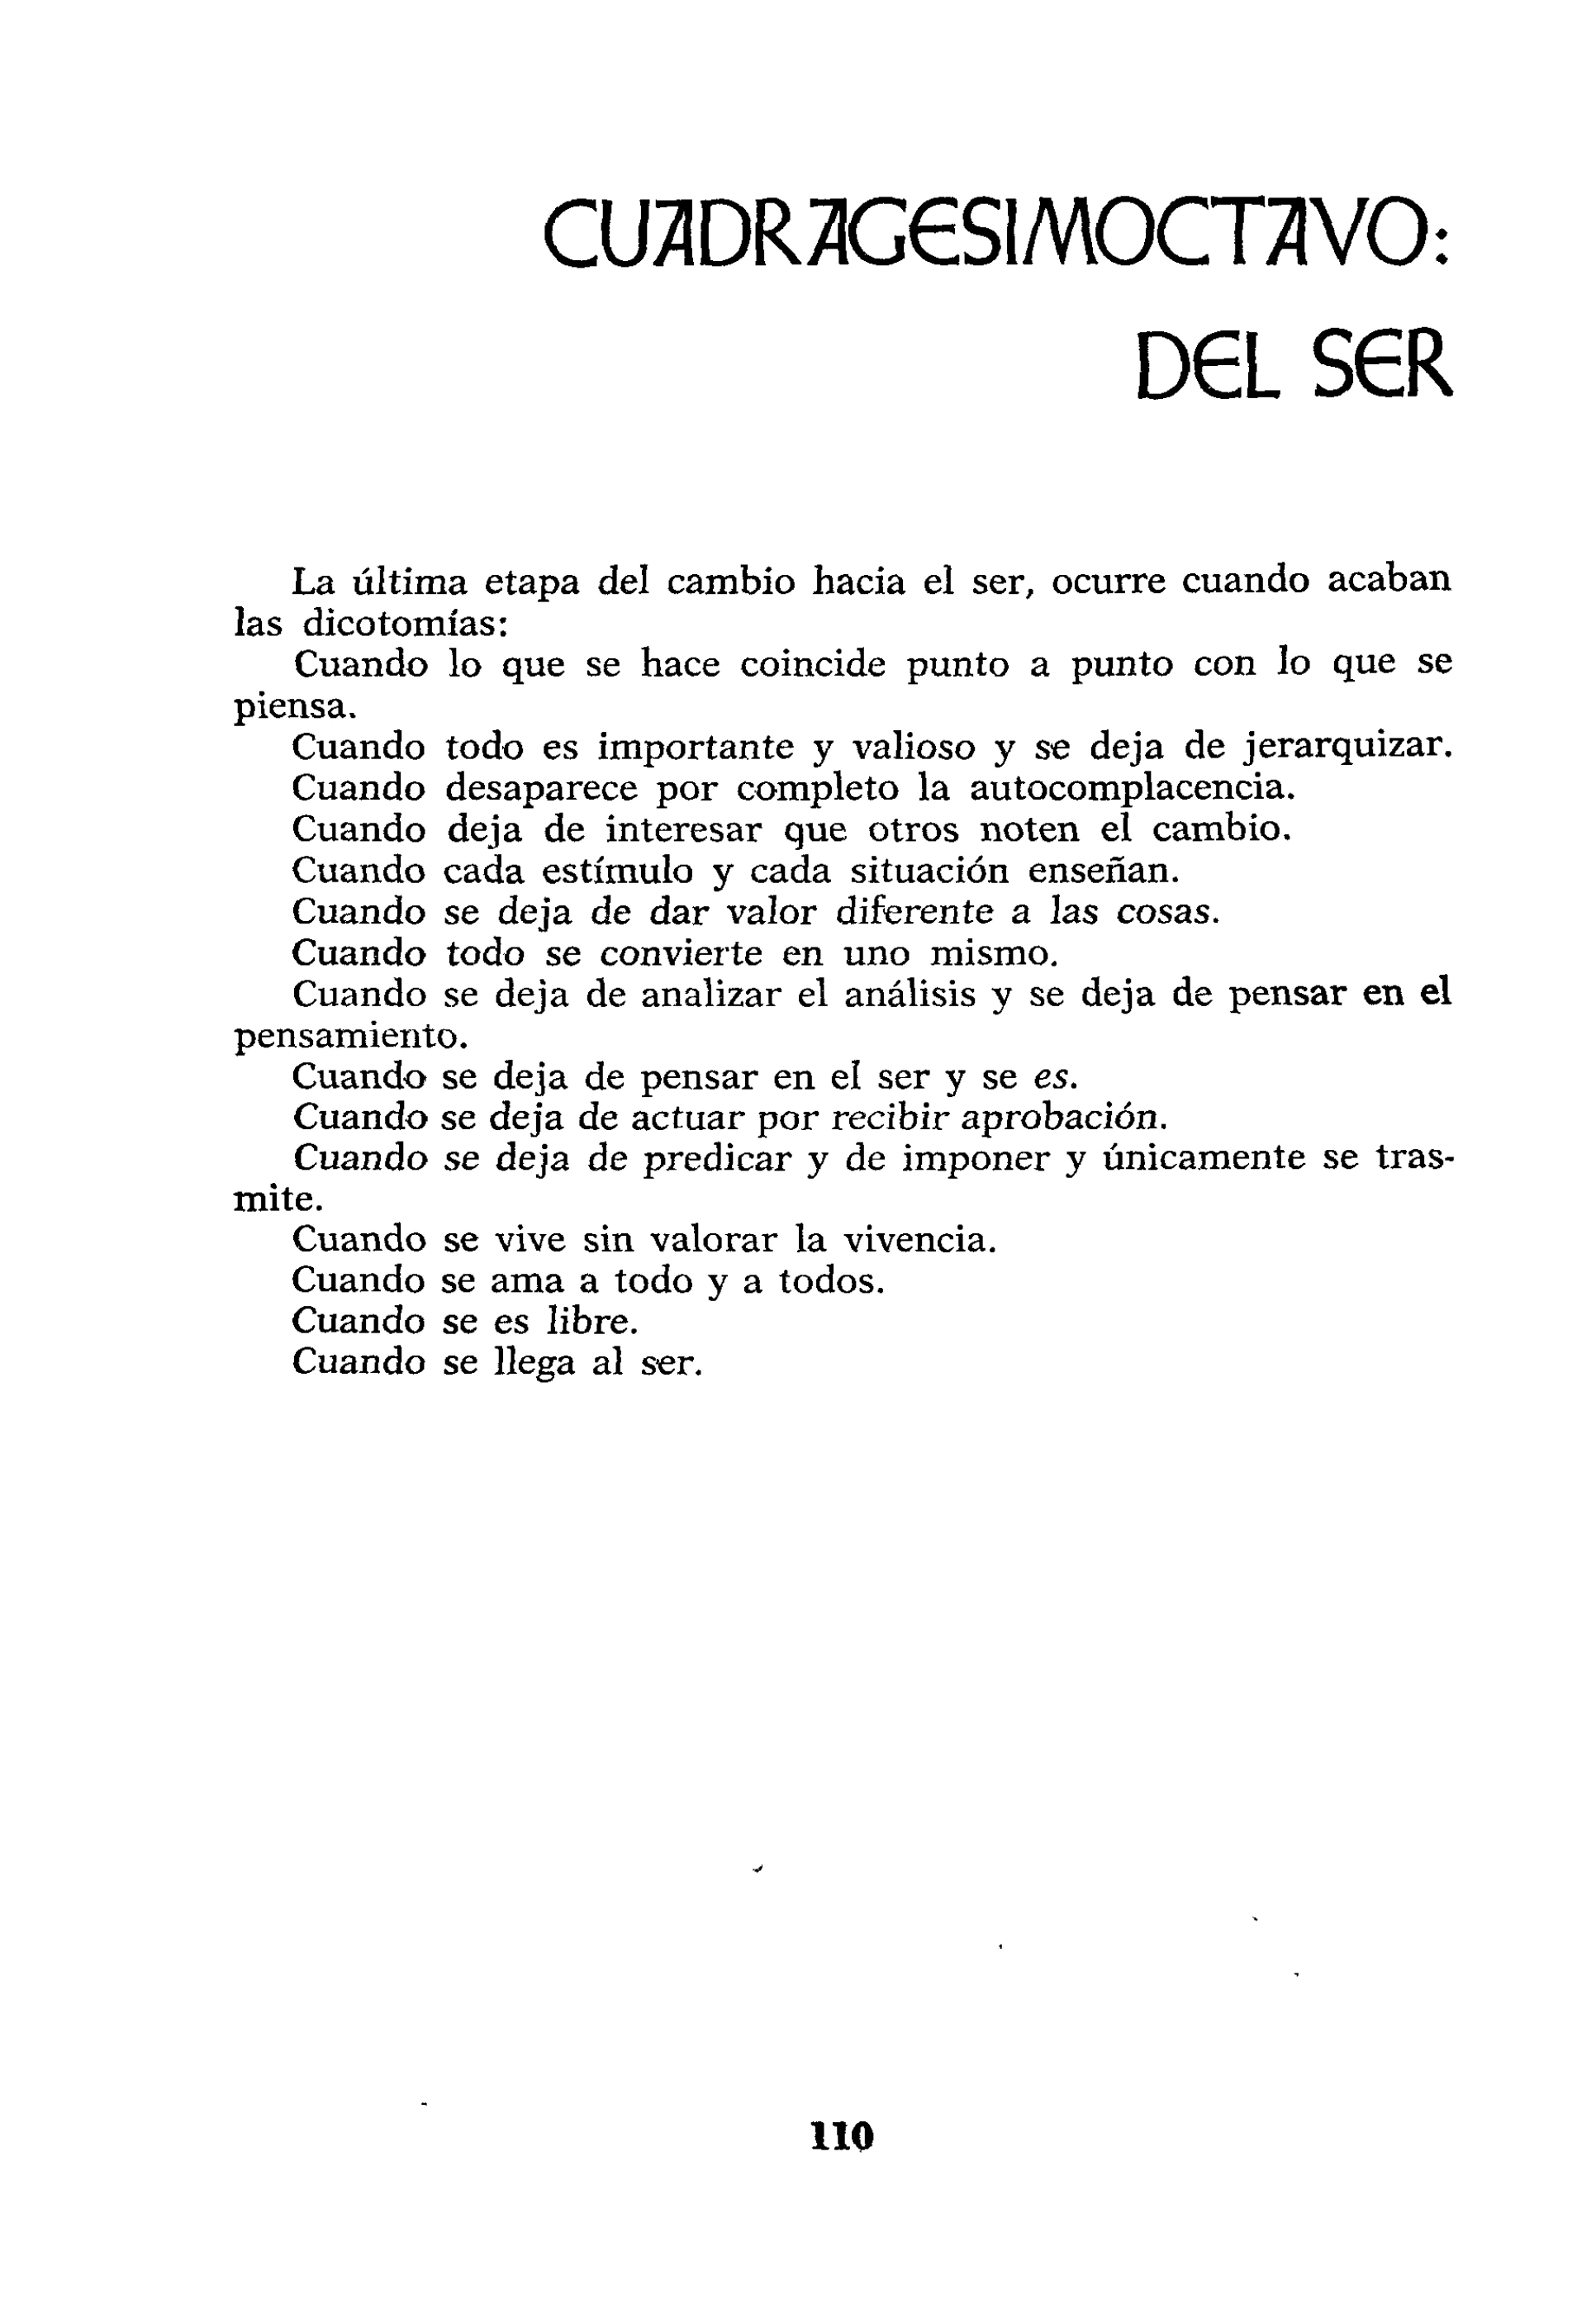 CUADRAGESIMOCTAVO:
DEL SER
La última etapa del cambio hacia el ser, ocurre cuando acaban
las dicotomías:
Cuando lo que se hace coincide punto a punto con lo que se
piensa.
Cuando todo es importante y valioso y se deja de jerarquizar.
Cuando desaparece por completo la autocomplacencia.
Cuando deja de interesar que otros noten el cambio.
Cuando cada estímulo y cada situación enseñan.
Cuando se deja de dar valor diferente a las cosas.
Cuando todo se convierte en uno mismo.
Cuando se deja de analizar el análisis y se deja de pensar en el
pensamiento.
Cuando se deja de pensar en el ser y se es.
Cuando se deja de actuar por recibir aprobación.
Cuando se deja de predicar y de imponer y únicamente se tras-
mite.
Cuando se vive sin valorar la vivencia.
Cuando se ama a todo y a todos.
Cuando se es libre.
Cuando se llega al ser.
110